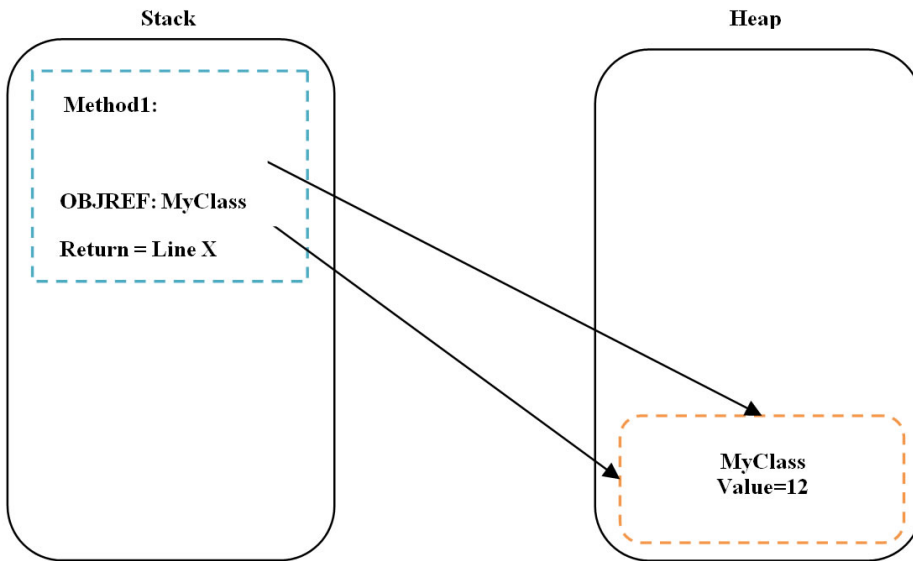 Stack
Heap
Method1:
OBJREF: MyClass
Return = Line X
MyClass
Value=12